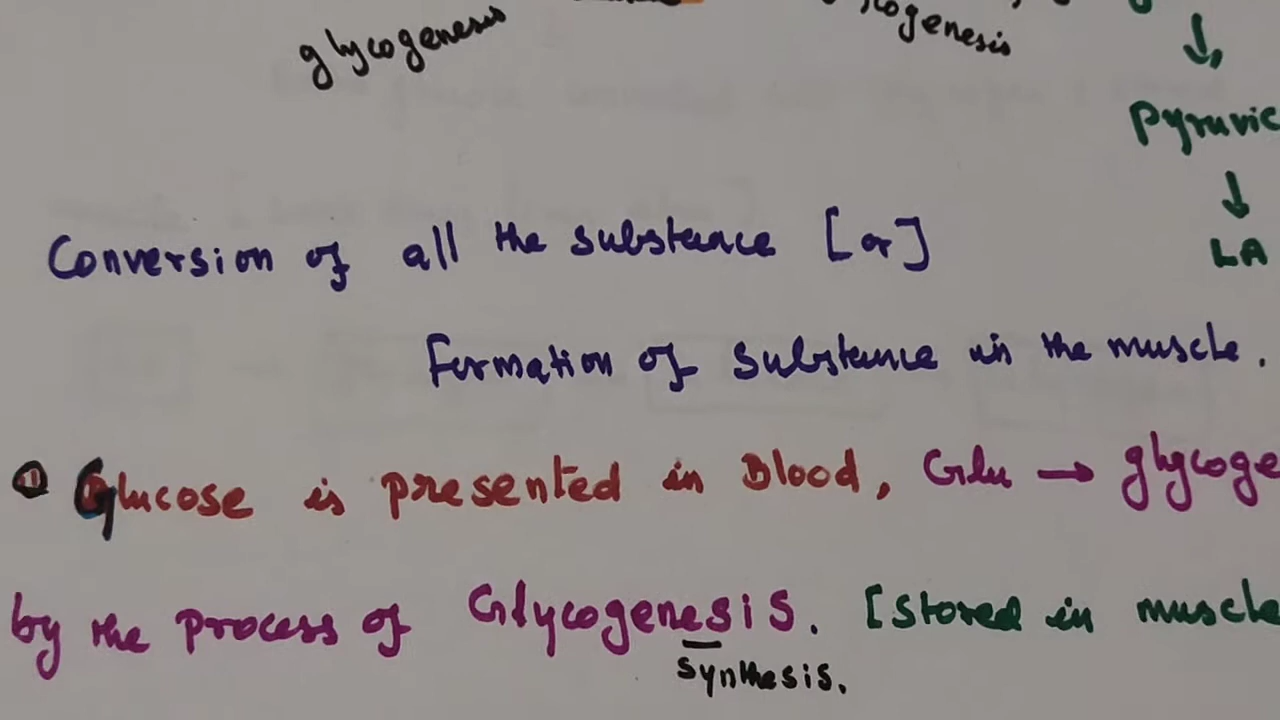 glycogenesis
ogenesis
Pyruvic
LA
Conversion of all the substance [or]
Formation of substance in the muscle.
Glucose is presented in Blood, Glu → glycoge
by the process of Glycogenesis. [Stored in muscle
Synthesis.